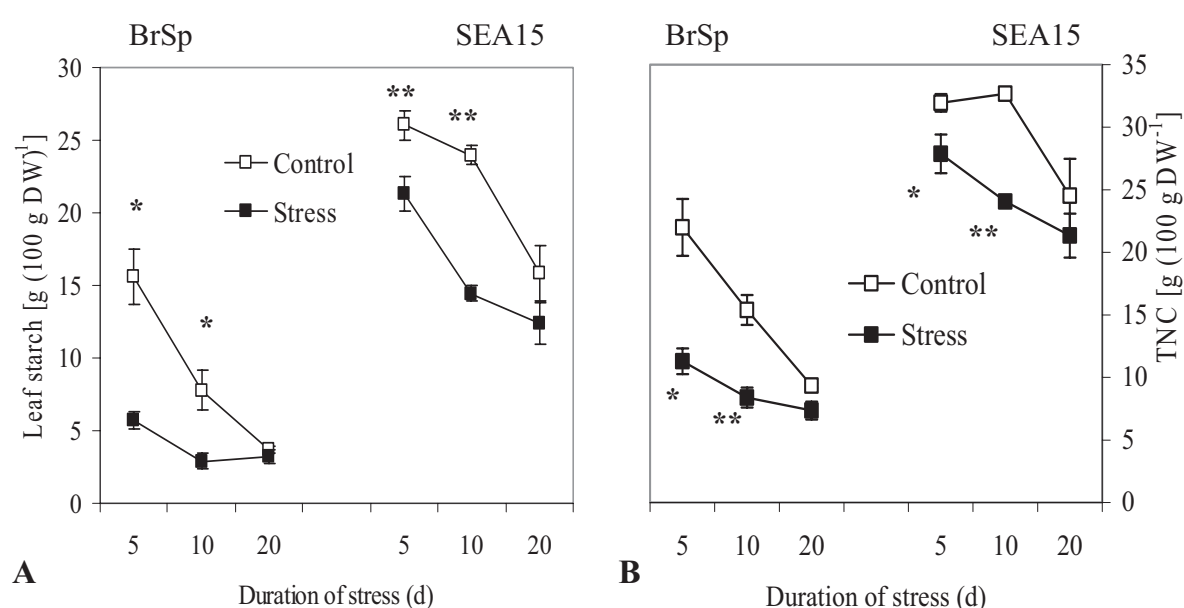 BrSp SEA15
30
25
20
15
10
5
0
Leaf starch [g (100 g DW)¹]
** **
* *
Control
Stress
5 10 20 5 10 20
Duration of stress (d)
A
BrSp SEA15
35
30
25
20
15
10
5
0
TNC [g (100 g DW⁻¹]
* **
* **
Control
Stress
5 10 20 5 10 20
Duration of stress (d)
B